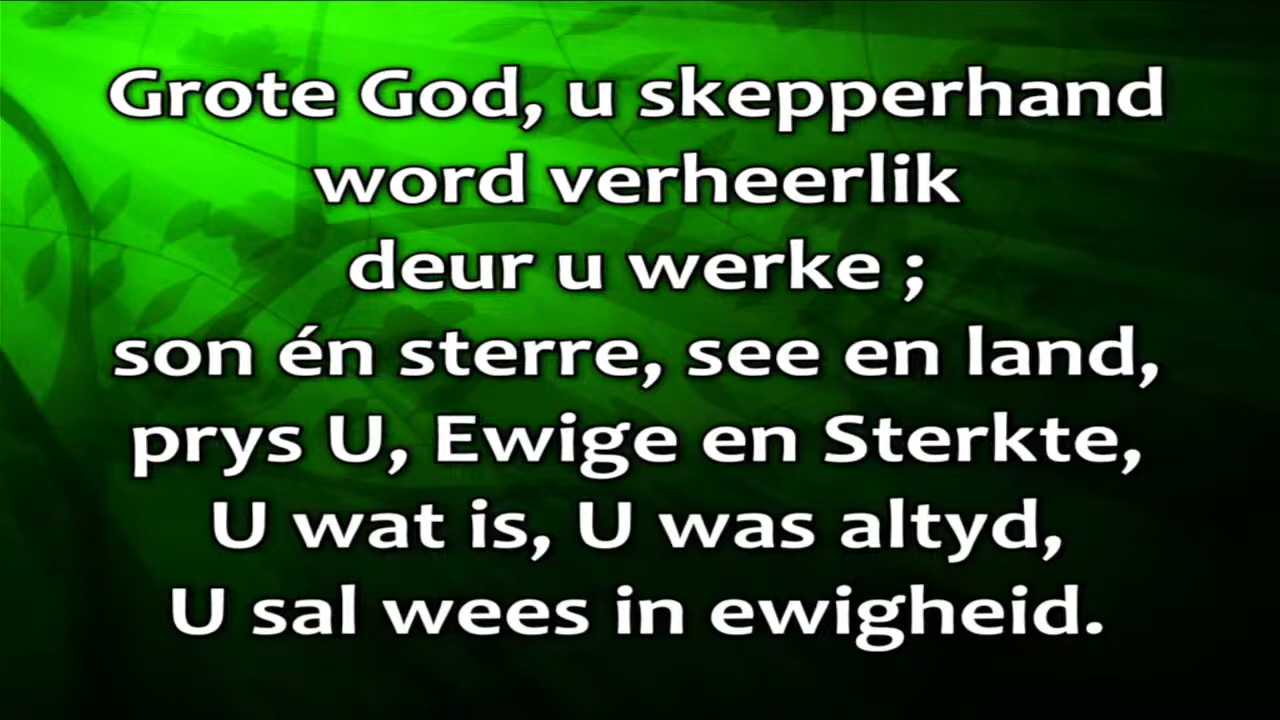 Grote God, u skepperhand
word verheerlik
deur u werke ;
son én sterre, see en land,
prys U, Ewige en Sterkte,
U wat is, U was altyd,
U sal wees in ewigheid.